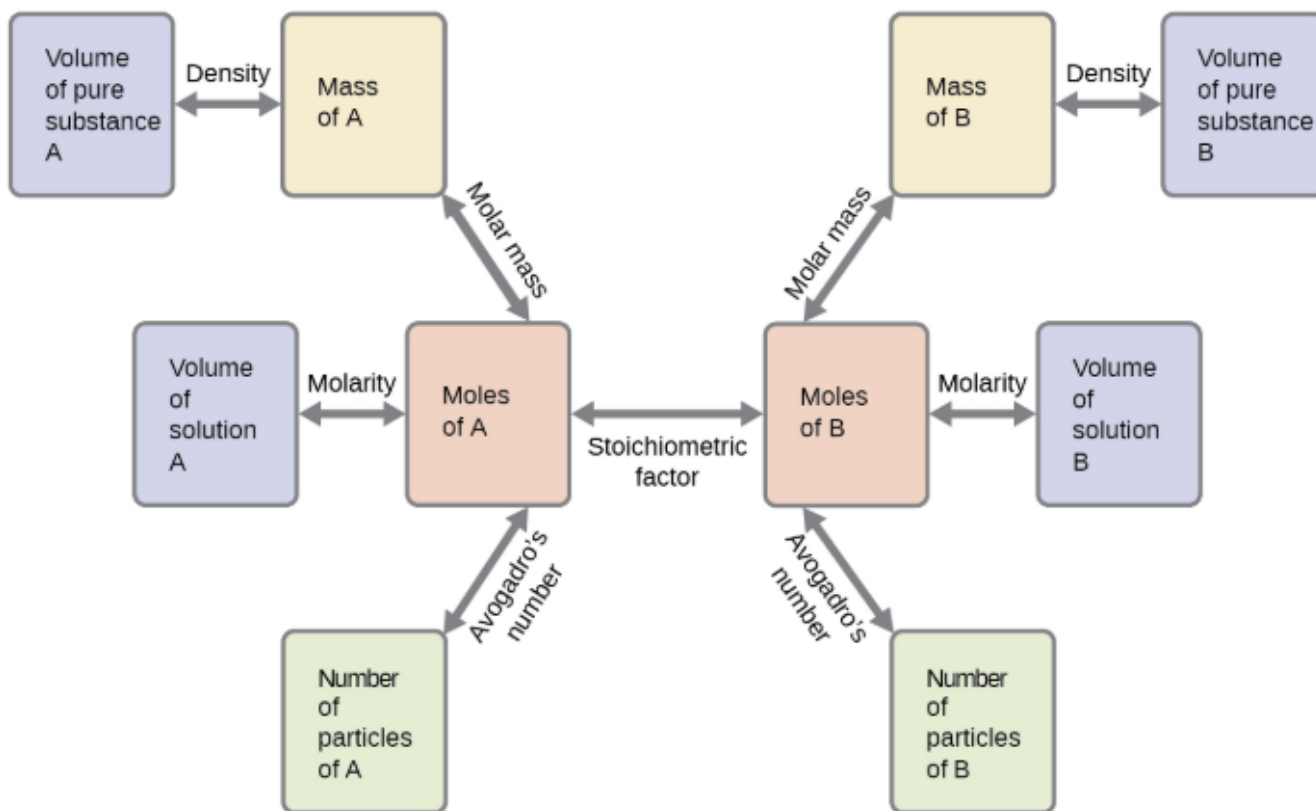 Volume
of pure
substance
A
Density
Mass
of A
Mass
of B
Density
Volume
of pure
substance
B
Molar mass
Molar mass
Volume
of
solution
A
Molarity
Moles
of A
Stoichiometric
factor
Moles
of B
Molarity
Volume
of
solution
B
Avogadro's
number
Avogadro's
number
Number
of
particles
of A
Number
of
particles
of B